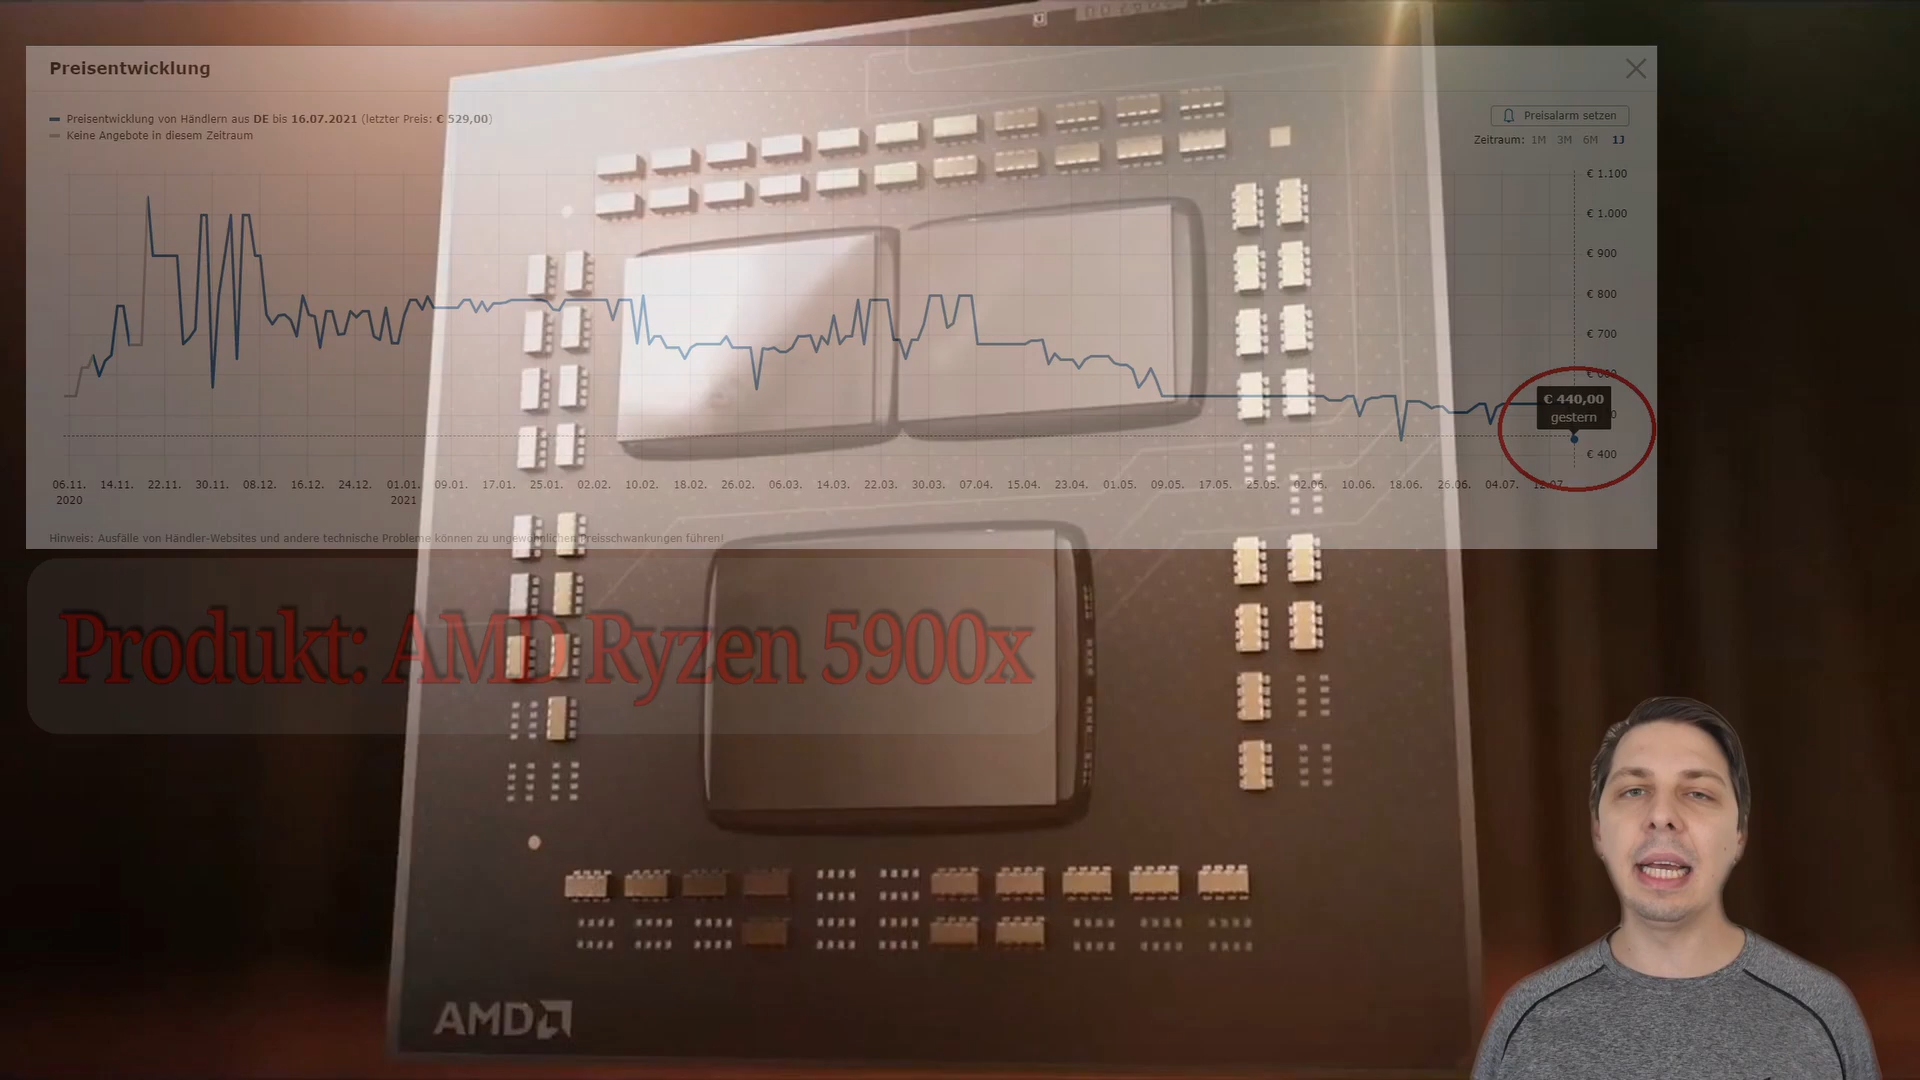 Preisentwicklung
Preisentwicklung von Händlern aus DE bis 16.07.2021 (letzter Preis: € 529,00)
Keine Angebote in diesem Zeitraum
Preisalarm setzen
Zeitraum: 1M 3M 6M 1J
€ 1.100
€ 1.000
€ 900
€ 800
€ 700
€ 600
€ 440,00
gestern
€ 400
06.11. 14.11. 22.11. 30.11. 08.12. 16.12. 24.12. 01.01. 09.01. 17.01. 25.01. 02.02. 10.02. 18.02. 26.02. 06.03. 14.03. 22.03. 30.03. 07.04. 15.04. 23.04. 01.05. 09.05. 17.05. 25.05. 02.06. 10.06. 18.06. 26.06. 04.07. 12.07.
2020 2021
Hinweis: Ausfälle von Händler-Websites und andere technische Probleme können zu ungewöhnlichen Preisschwankungen führen!
Produkt: AMD Ryzen 5900x
AMD